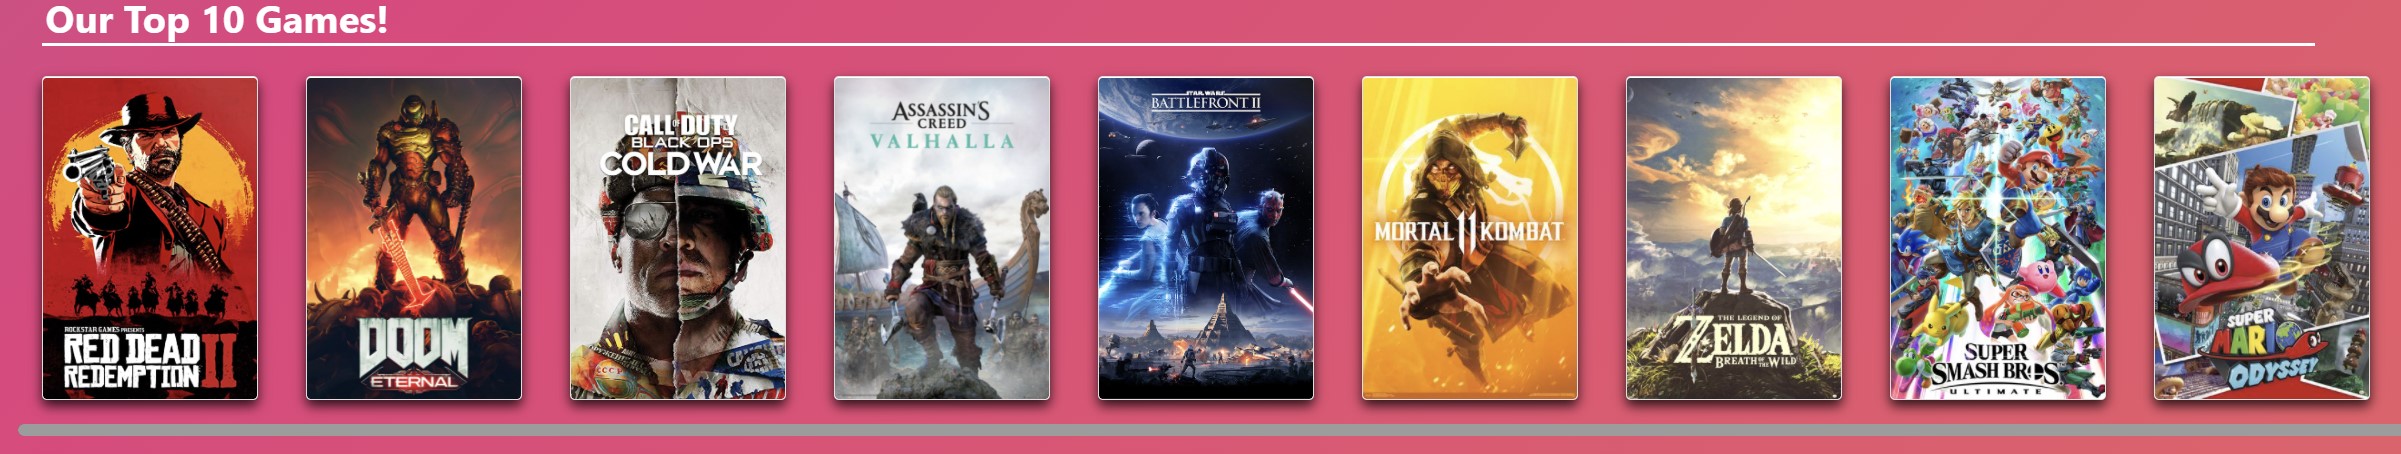 Our Top 10 Games!
ROCKSTAR GAMES PRESENTS
RED DEAD
REDEMPTION II
DOOM
ETERNAL
CALL OF DUTY
BLACK OPS
COLD WAR
CCCP
ASSASSIN'S
CREED
VALHALLA
STAR WARS
BATTLEFRONT II
MORTAL 11 KOMBAT
THE LEGEND OF
ZELDA
BREATH OF THE WILD
SUPER
SMASH BROS.
ULTIMATE
SUPER
MARIO
ODYSSEY